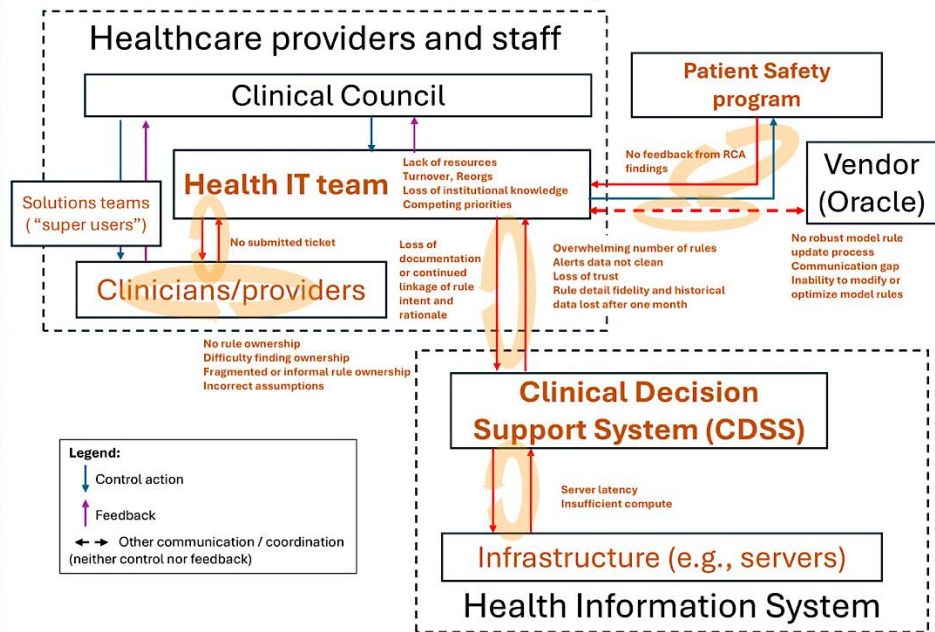 Healthcare providers and staff
Clinical Council
Patient Safety
program
Health IT team
Lack of resources
Turnover, Reorgs
Loss of institutional knowledge
Competing priorities
No feedback from RCA
findings
Vendor
(Oracle)
Solutions teams
( “super users”)
No submitted ticket
Clinicians/providers
Loss of
documentation
or continued
linkage of rule
intent and
rationale
Overwhelming number of rules
Alerts data not clean
Loss of trust
Rule detail fidelity and historical
data lost after one month
No robust model rule
update process
Communication gap
Inability to modify or
optimize model rules
No rule ownership
Difficulty finding ownership
Fragmented or informal rule ownership
Incorrect assumptions
Clinical Decision
Support System (CDSS)
Legend:
Control action
Feedback
Other communication / coordination
(neither control nor feedback)
Server latency
Insufficient compute
Infrastructure (e.g., servers)
Health Information System